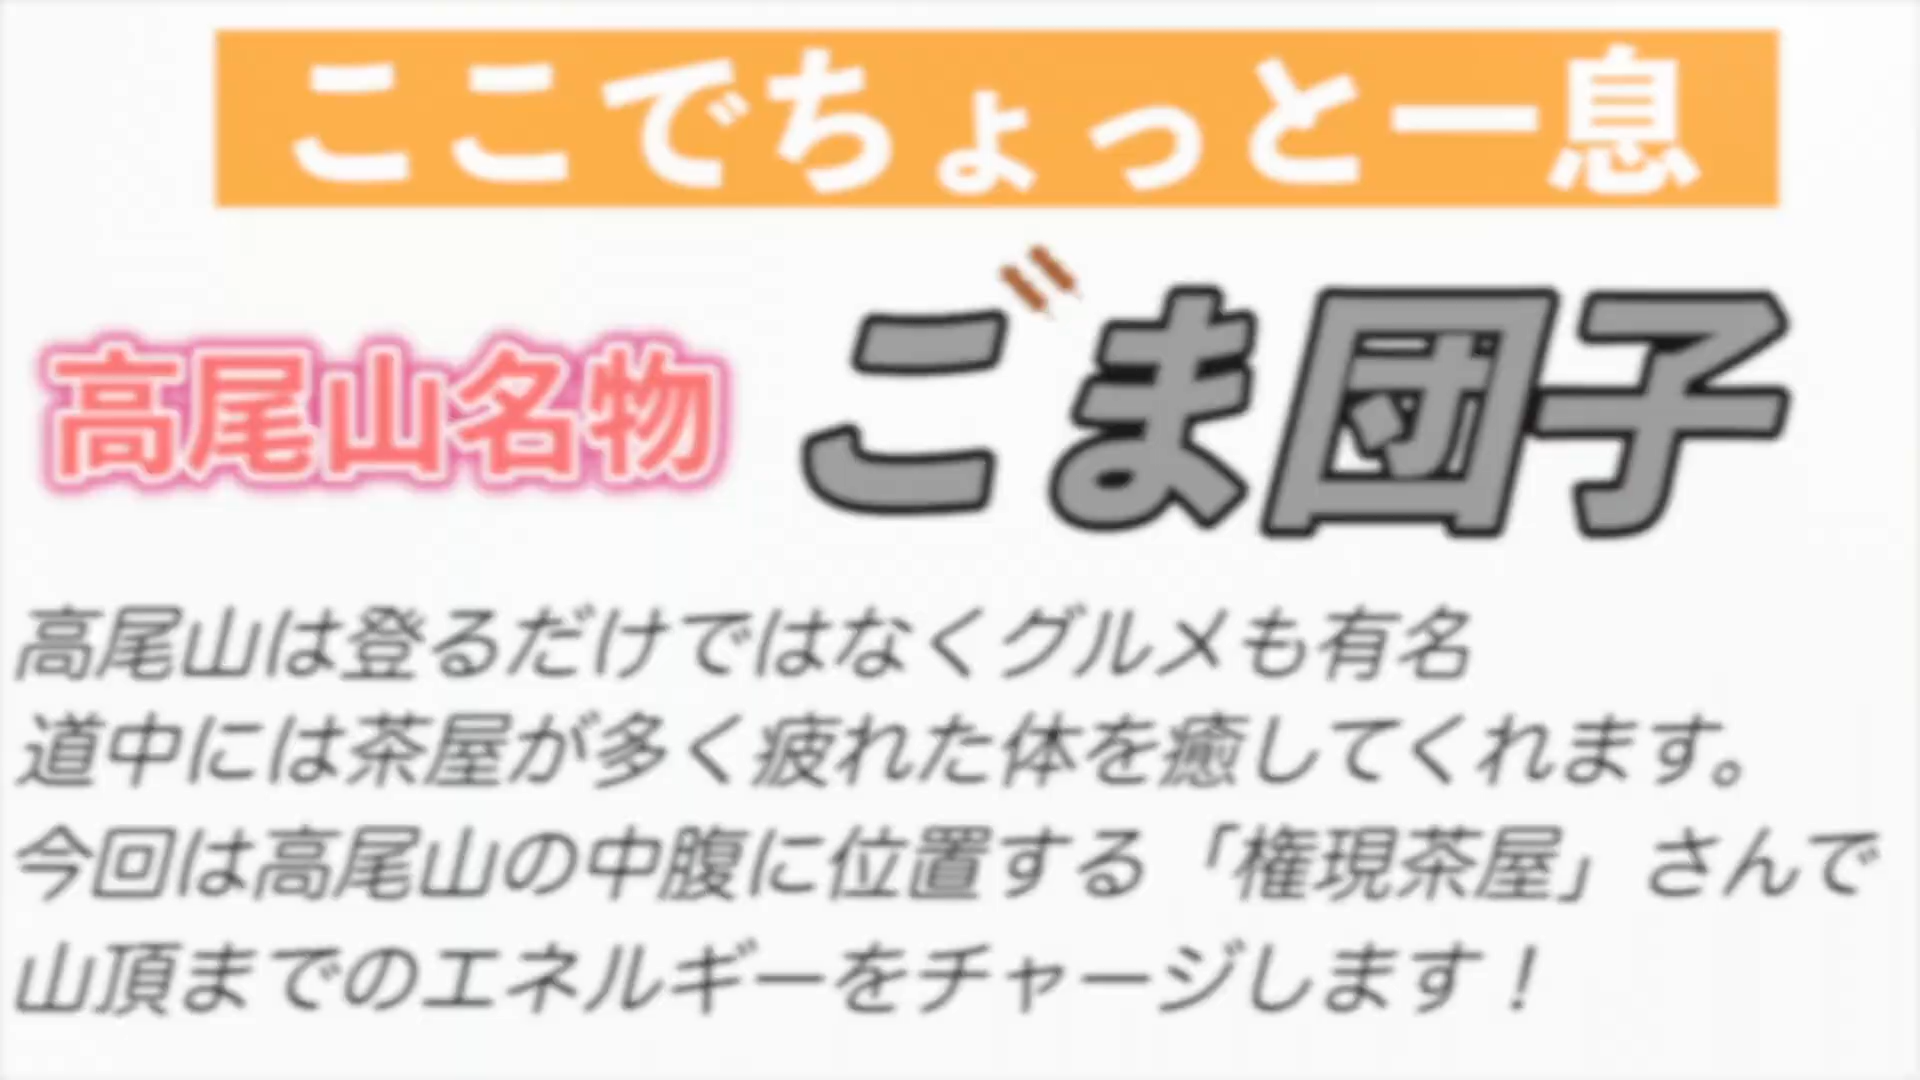 ここでちょっと一息
高尾山名物 ごま団子
高尾山は登るだけではなくグルメも有名
道中には茶屋が多く疲れた体を癒してくれます。
今回は高尾山の中腹に位置する「権現茶屋」さんで
山頂までのエネルギーをチャージします！